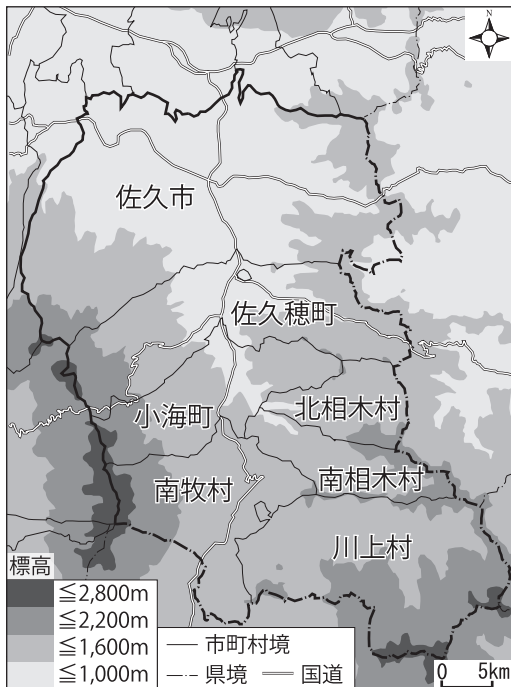 N
佐久市
佐久穂町
小海町
北相木村
南牧村
南相木村
川上村
標高
≦2,800m
≦2,200m
≦1,600m
≦1,000m
市町村境
県境 国道
0 5km